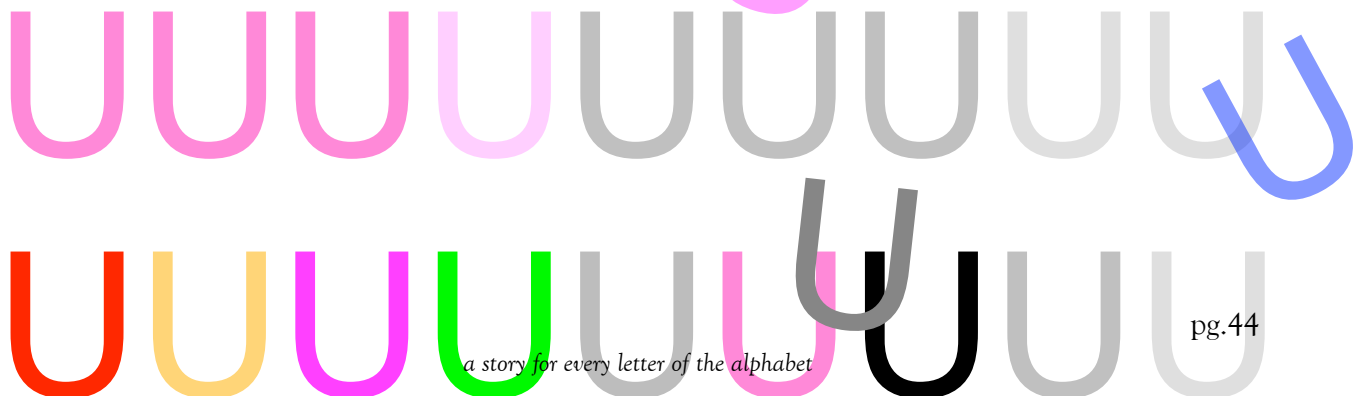 U U U U U U U U U U
U
U U U U U U U U U
pg.44
a story for every letter of the alphabet